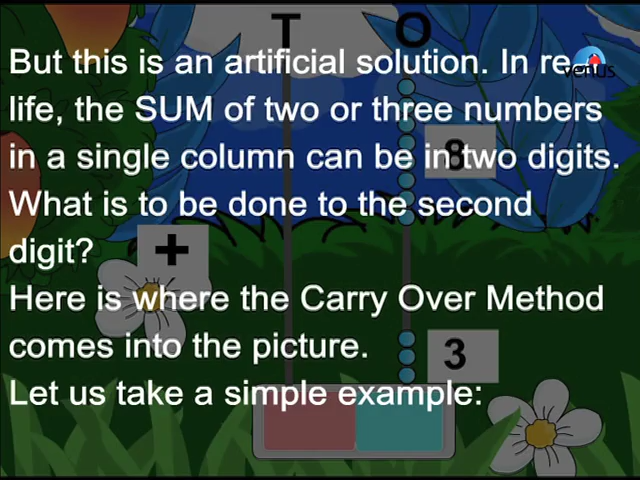 T O
But this is an artificial solution. In real
venus
life, the SUM of two or three numbers
8
in a single column can be in two digits.
What is to be done to the second
digit?
+
Here is where the Carry Over Method
comes into the picture.
3
Let us take a simple example: